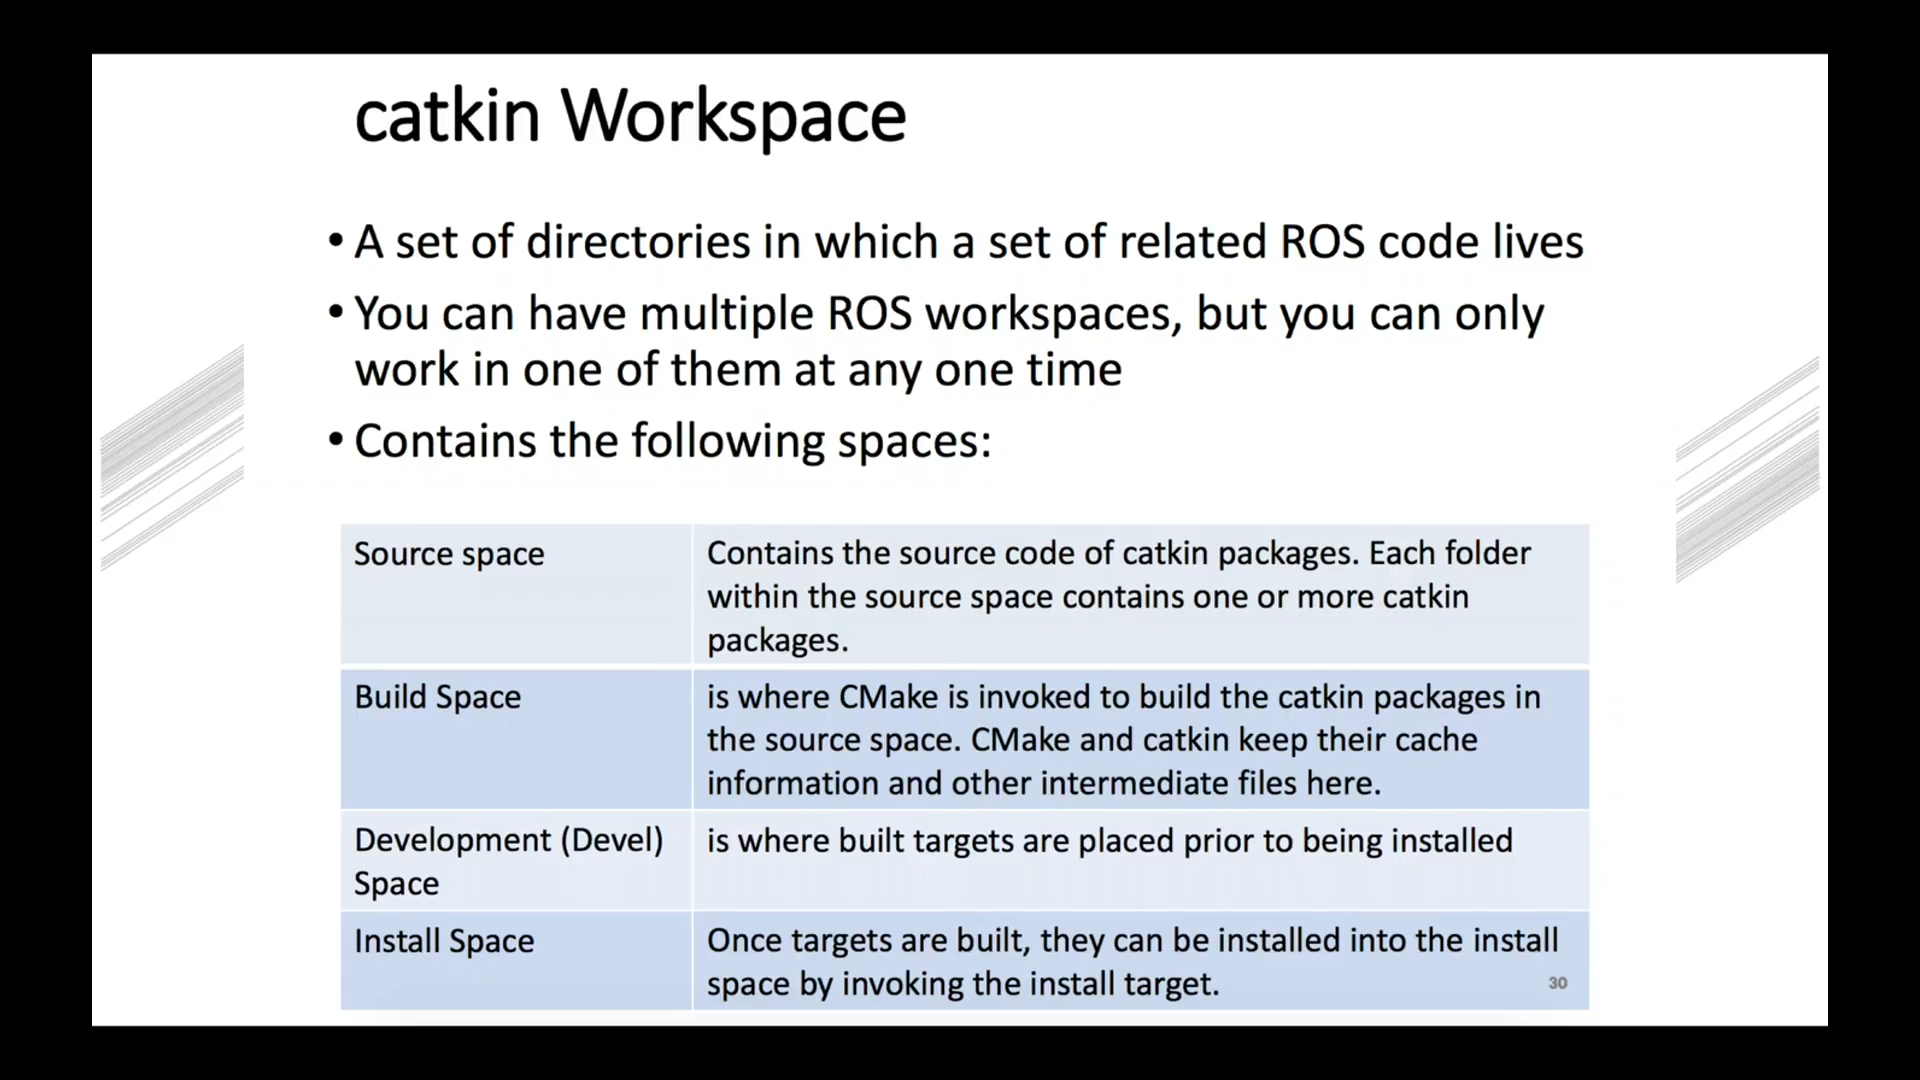 catkin Workspace
• A set of directories in which a set of related ROS code lives
• You can have multiple ROS workspaces, but you can only
work in one of them at any one time
• Contains the following spaces:
Source space
Contains the source code of catkin packages. Each folder
within the source space contains one or more catkin
packages.
Build Space
is where CMake is invoked to build the catkin packages in
the source space. CMake and catkin keep their cache
information and other intermediate files here.
Development (Devel)
Space
is where built targets are placed prior to being installed
Install Space
Once targets are built, they can be installed into the install
space by invoking the install target.
30